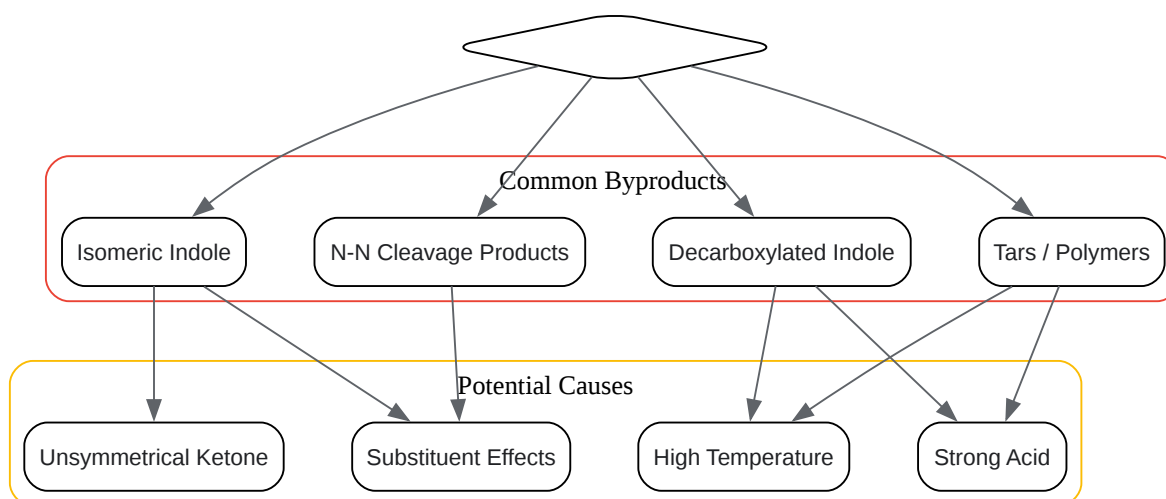 Common Byproducts
Isomeric Indole
N-N Cleavage Products
Decarboxylated Indole
Tars / Polymers
Potential Causes
Unsymmetrical Ketone
Substituent Effects
High Temperature
Strong Acid